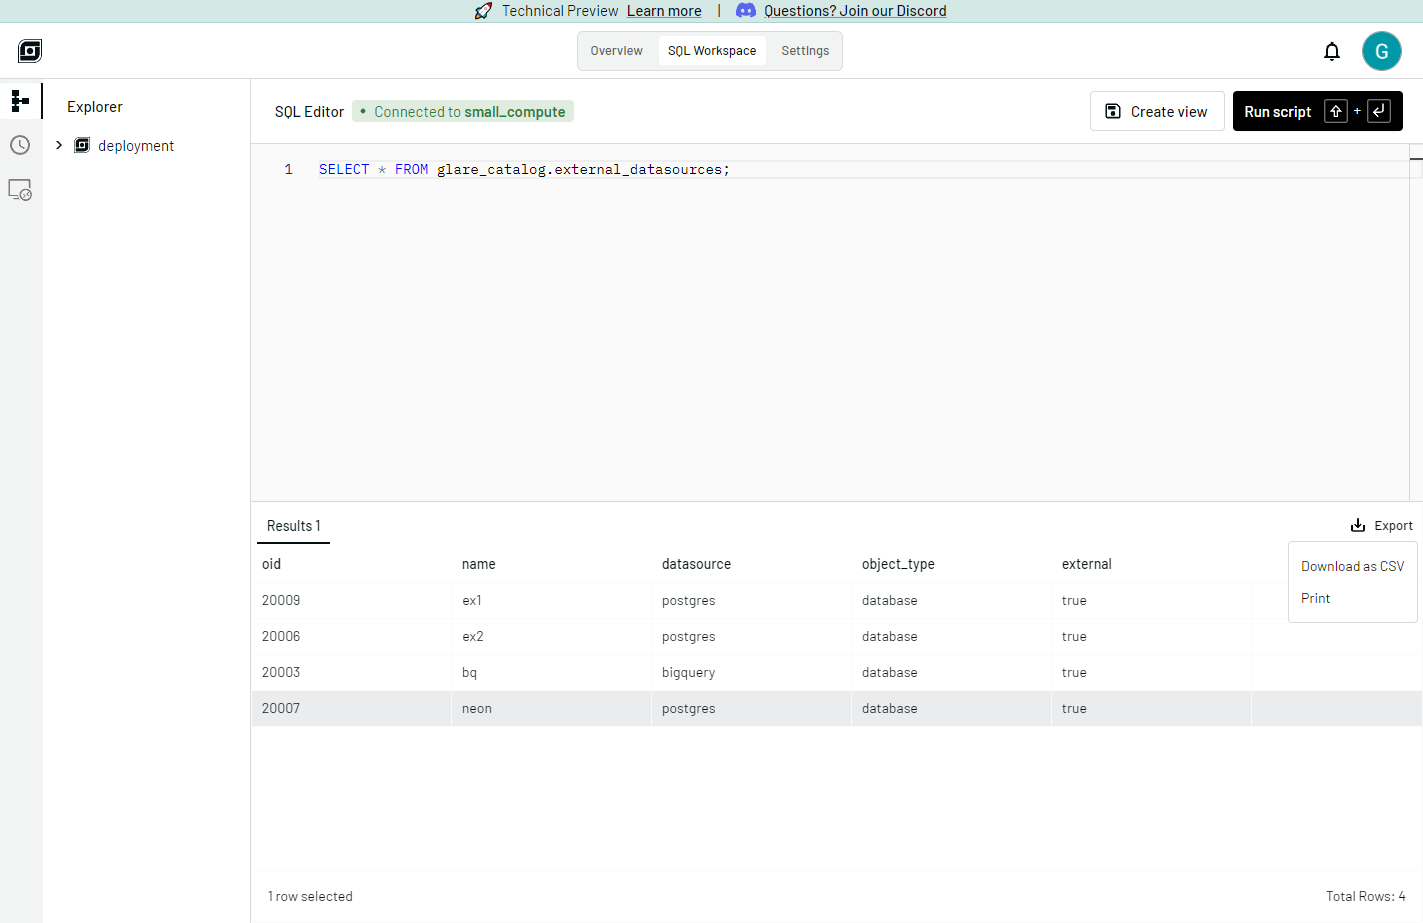 Technical Preview Learn more | Questions? Join our Discord
Overview SQL Workspace Settings
G
Explorer
deployment
SQL Editor • Connected to small_compute
Create view
Run script +
1 SELECT * FROM glare_catalog.external_datasources;
Results 1
Export
Download as CSV
Print
oid name datasource object_type external
20009 ex1 postgres database true
20006 ex2 postgres database true
20003 bq bigquery database true
20007 neon postgres database true
1 row selected
Total Rows: 4